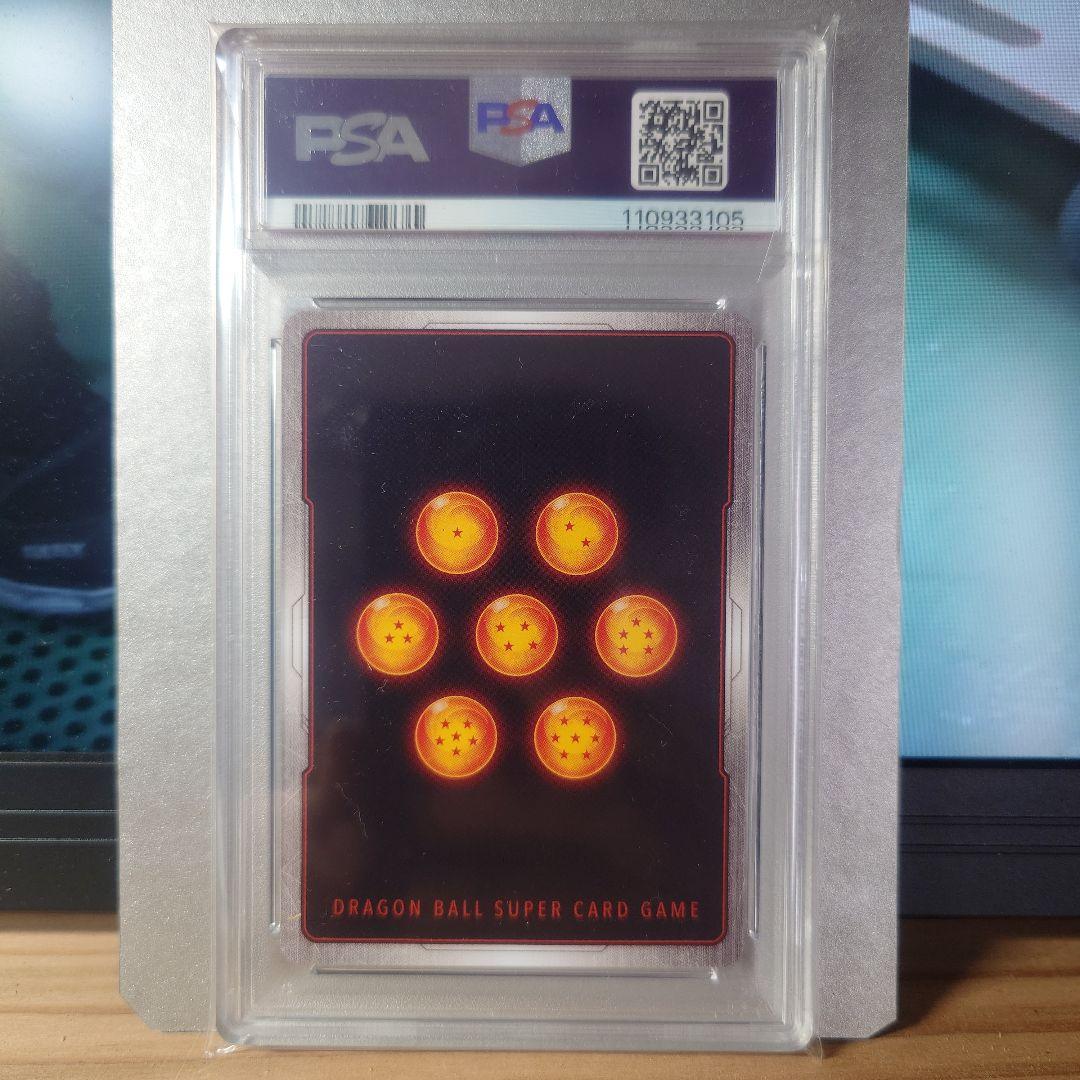 PSA
PSA
110933105
DRAGON BALL SUPER CARD GAME